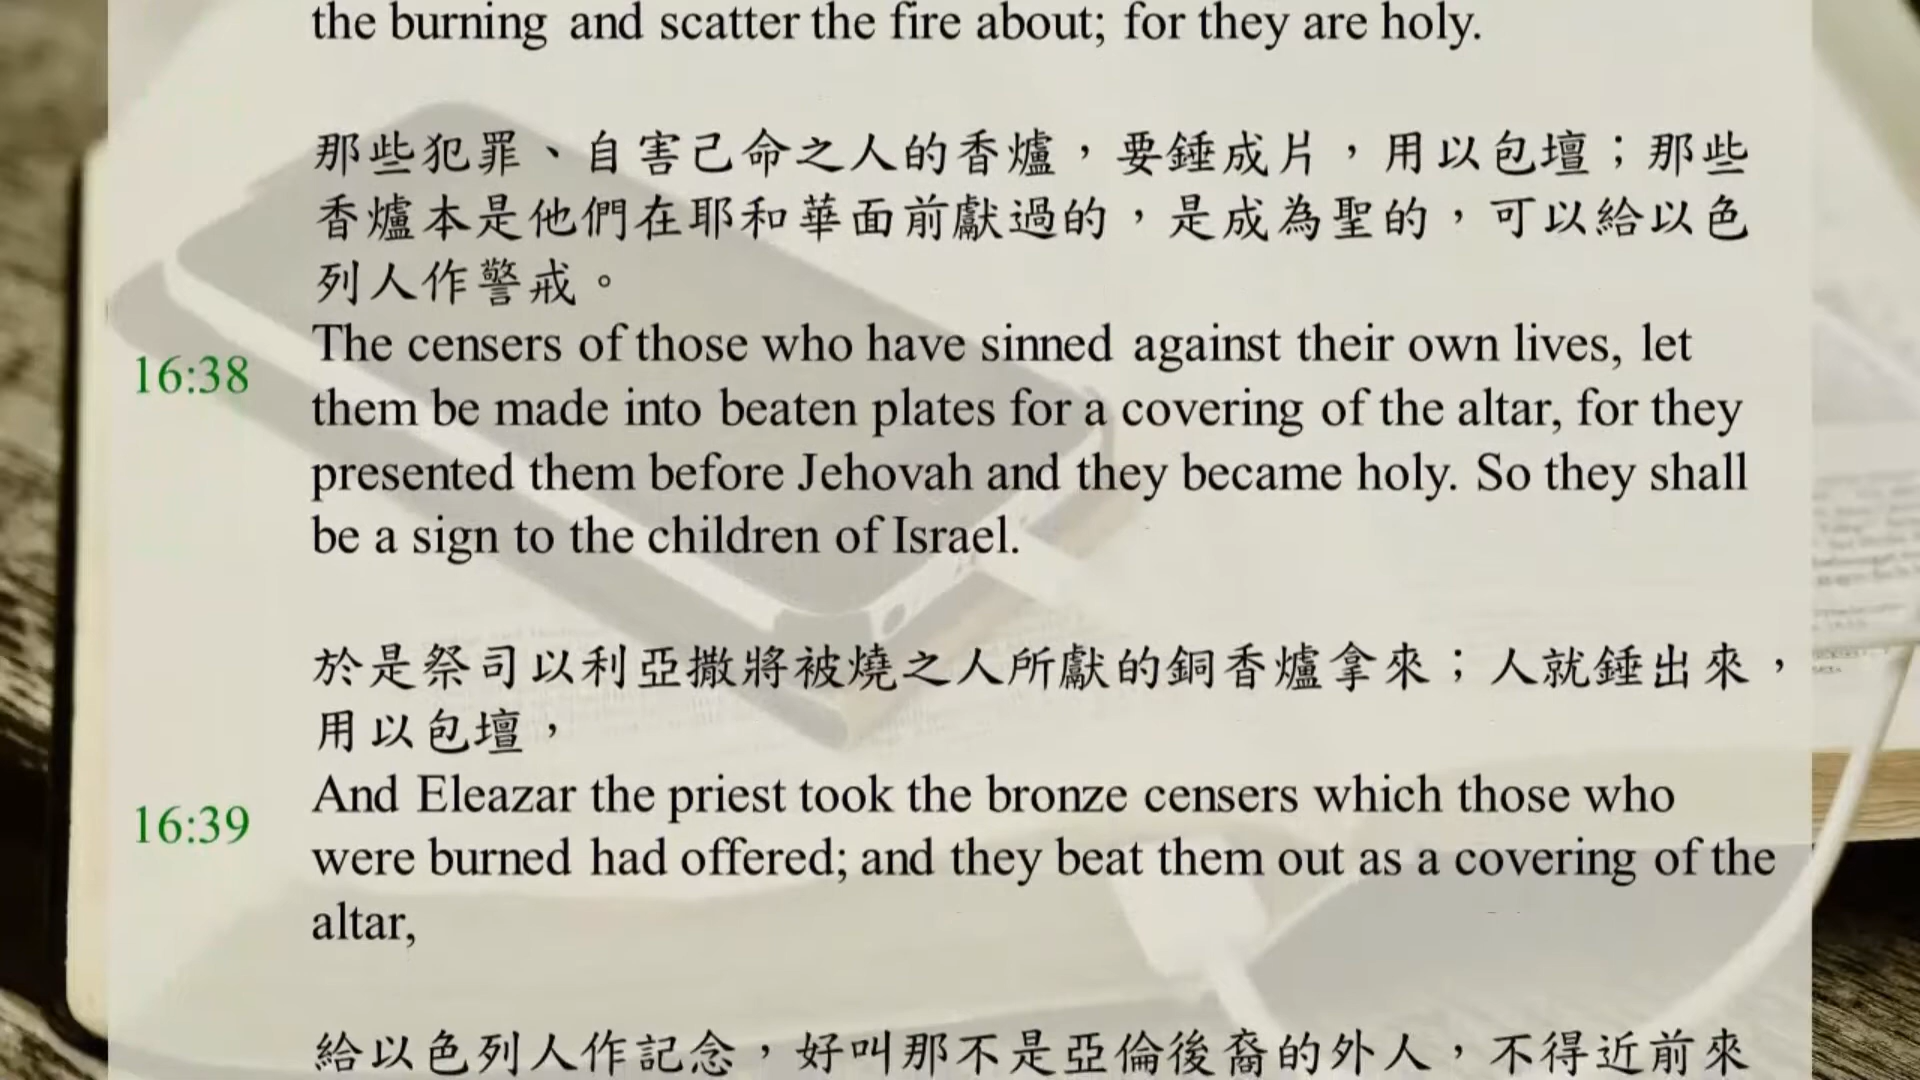 the burning and scatter the fire about; for they are holy.
那些犯罪、自害己命之人的香爐，要錘成片，用以包壇；那些
香爐本是他們在耶和華面前獻過的，是成為聖的，可以給以色
列人作警戒。
16:38
The censers of those who have sinned against their own lives, let
them be made into beaten plates for a covering of the altar, for they
presented them before Jehovah and they became holy. So they shall
be a sign to the children of Israel.
於是祭司以利亞撒將被燒之人所獻的銅香爐拿來；人就錘出來，
用以包壇，
16:39
And Eleazar the priest took the bronze censers which those who
were burned had offered; and they beat them out as a covering of the
altar,
給以色列人作記念，好叫那不是亞倫後裔的外人，不得近前來